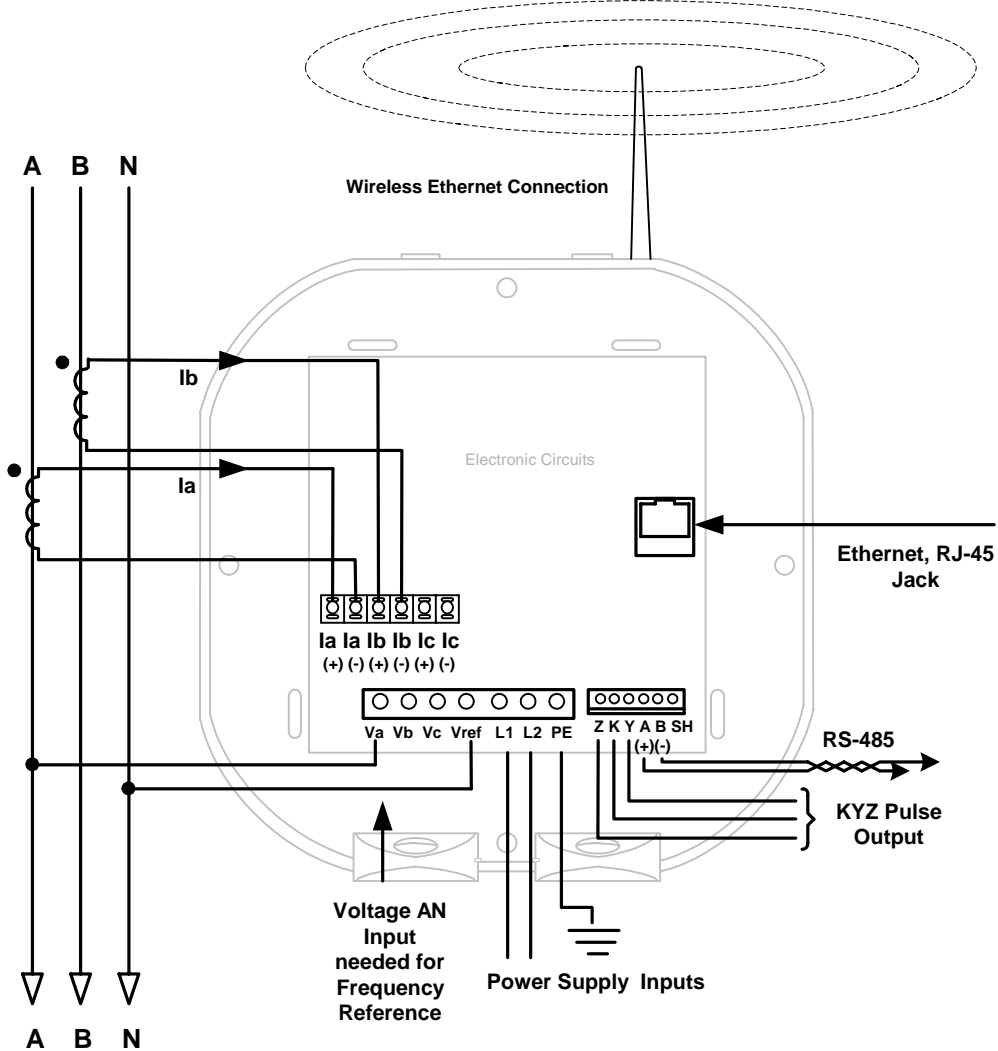 A B N
Wireless Ethernet Connection
Ib
Electronic Circuits
Ia
Ethernet, RJ-45
Jack
Ia Ia Ib Ib Ic Ic
(+) (-) (+) (-) (+) (-)
Va Vb Vc Vref L1 L2 PE
Z K Y A B SH
(+) (-)
RS-485
KYZ Pulse
Output
Voltage AN
Input
needed for
Frequency
Reference
Power Supply Inputs
A B N